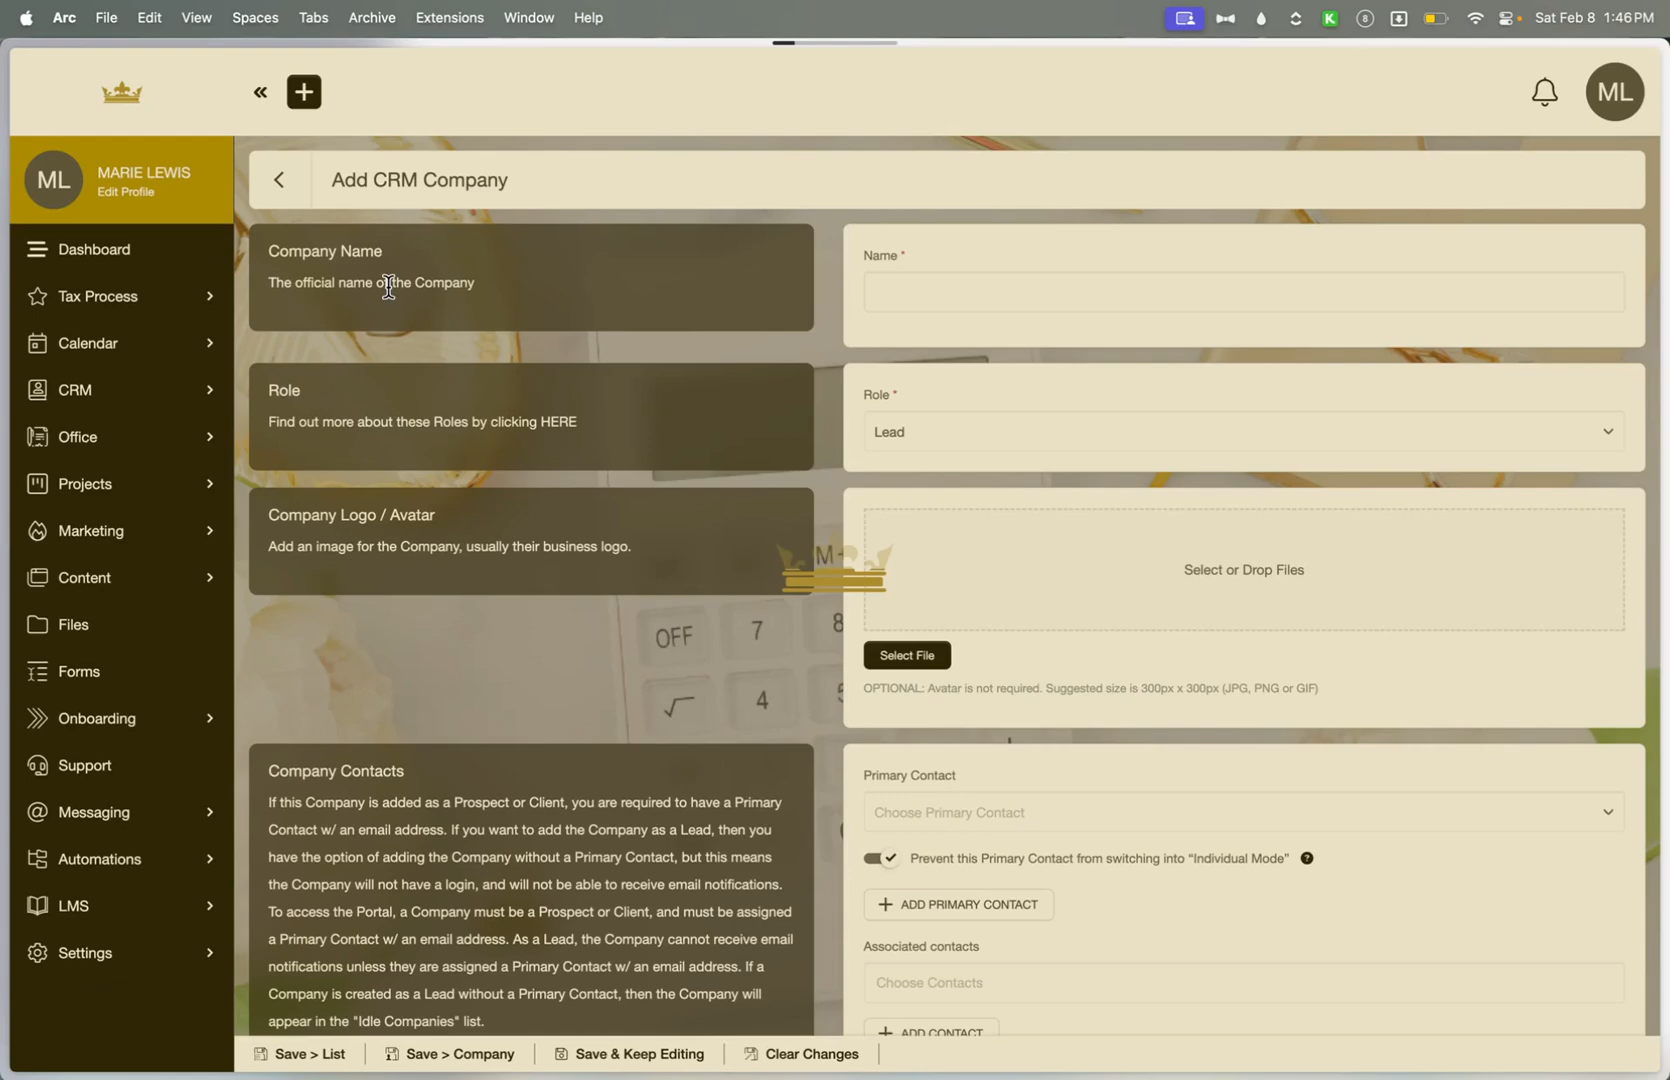 Arc File Edit View Spaces Tabs Archive Extensions Window Help
K 8 Sat Feb 8 1:46 PM
ML
ML MARIE LEWIS
Edit Profile
Dashboard
Tax Process
Calendar
CRM
Office
Projects
Marketing
Content
Files
Forms
Onboarding
Support
Messaging
Automations
LMS
Settings
Add CRM Company
Company Name
The official name of the Company
Name *
Role
Find out more about these Roles by clicking HERE
Role *
Lead
Company Logo / Avatar
Add an image for the Company, usually their business logo.
Select or Drop Files
Select File
OPTIONAL: Avatar is not required. Suggested size is 300px x 300px (JPG, PNG or GIF)
OFF 7 8
√ 4 5
M
Company Contacts
If this Company is added as a Prospect or Client, you are required to have a Primary
Contact w/ an email address. If you want to add the Company as a Lead, then you
have the option of adding the Company without a Primary Contact, but this means
the Company will not have a login, and will not be able to receive email notifications.
To access the Portal, a Company must be a Prospect or Client, and must be assigned
a Primary Contact w/ an email address. As a Lead, the Company cannot receive email
notifications unless they are assigned a Primary Contact w/ an email address. If a
Company is created as a Lead without a Primary Contact, then the Company will
appear in the "Idle Companies" list.
Primary Contact
Choose Primary Contact
Prevent this Primary Contact from switching into “Individual Mode” ?
+ ADD PRIMARY CONTACT
Associated contacts
Choose Contacts
+ ADD CONTACT
Save > List
Save > Company
Save & Keep Editing
Clear Changes